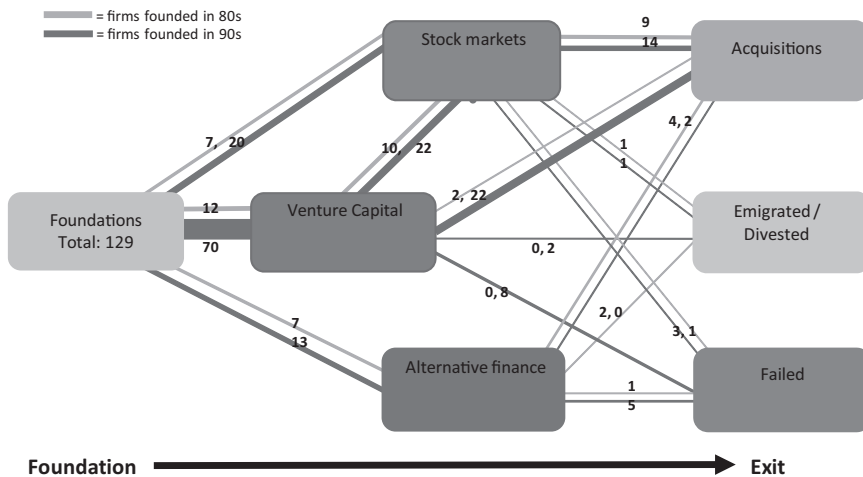 = firms founded in 80s
= firms founded in 90s
Stock markets
9
14
Acquisitions
7, 20
10, 22
4, 2
1
1
2, 22
Foundations
Total: 129
12
70
Venture Capital
Emigrated /
Divested
0, 2
0, 8
2, 0
7
13
3, 1
Alternative finance
1
5
Failed
Foundation
Exit